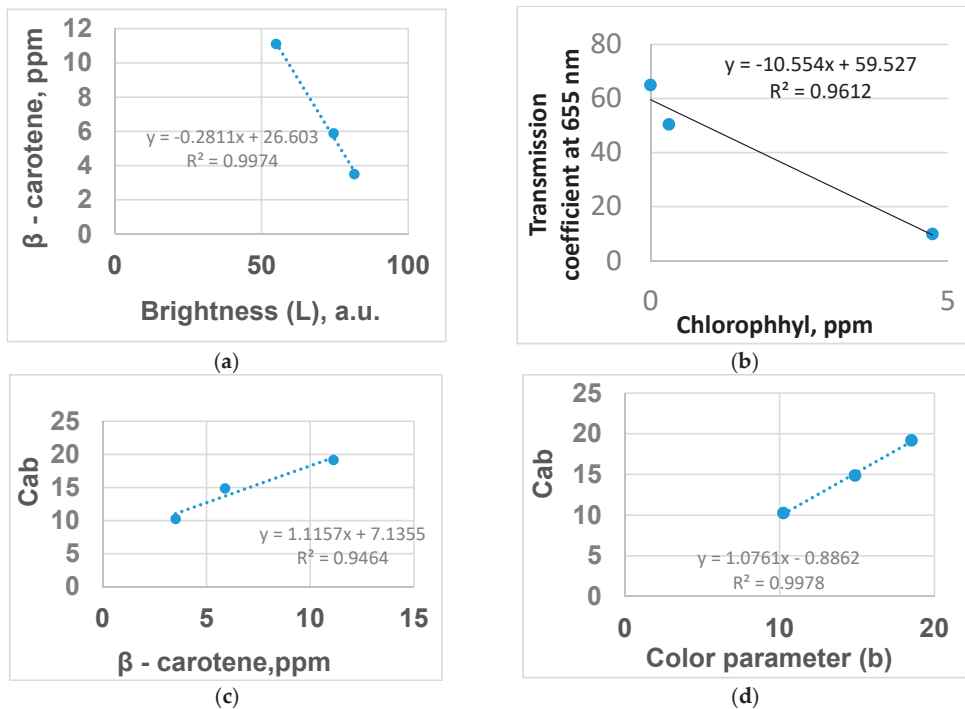 β - carotene, ppm
12
10
8
6
4
2
0
y = -0.2811x + 26.603
R² = 0.9974
0
50
100
Brightness (L), a.u.
(a)
Transmission
coefficient at 655 nm
80
60
40
20
0
y = -10.554x + 59.527
R² = 0.9612
0
5
Chlorophhyl, ppm
(b)
Cab
25
20
15
10
5
0
y = 1.1157x + 7.1355
R² = 0.9464
0
5
10
15
β - carotene,ppm
(c)
Cab
25
20
15
10
5
0
y = 1.0761x - 0.8862
R² = 0.9978
0
10
20
Color parameter (b)
(d)